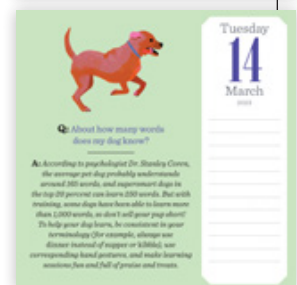 Tuesday
14
March
2023
Q: About how many words
does my dog know?
A: According to psychologist Dr. Stanley Coren,
the average pet dog probably understands
around 165 words, and supersmart dogs in
the top 20 percent can learn 250 words. But with
training, some dogs have been able to learn more
than 1,000 words, so don't sell your pup short!
To help your dog learn, be consistent in your
terminology (for example, always use
dinner instead of supper or kibble), use
corresponding hand gestures, and make learning
sessions fun and full of praise and treats.